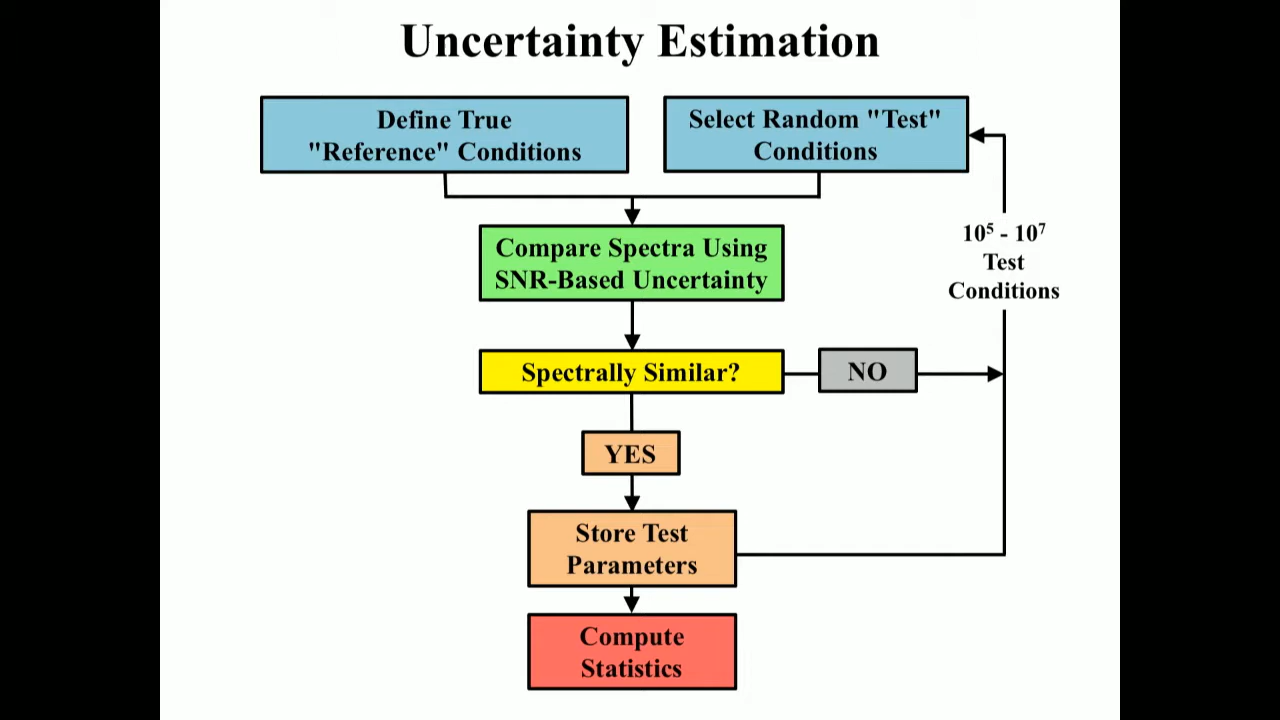 Uncertainty Estimation
Define True
"Reference" Conditions
Select Random "Test"
Conditions
10⁵ - 10⁷
Test
Conditions
Compare Spectra Using
SNR-Based Uncertainty
Spectrally Similar?
NO
YES
Store Test
Parameters
Compute
Statistics